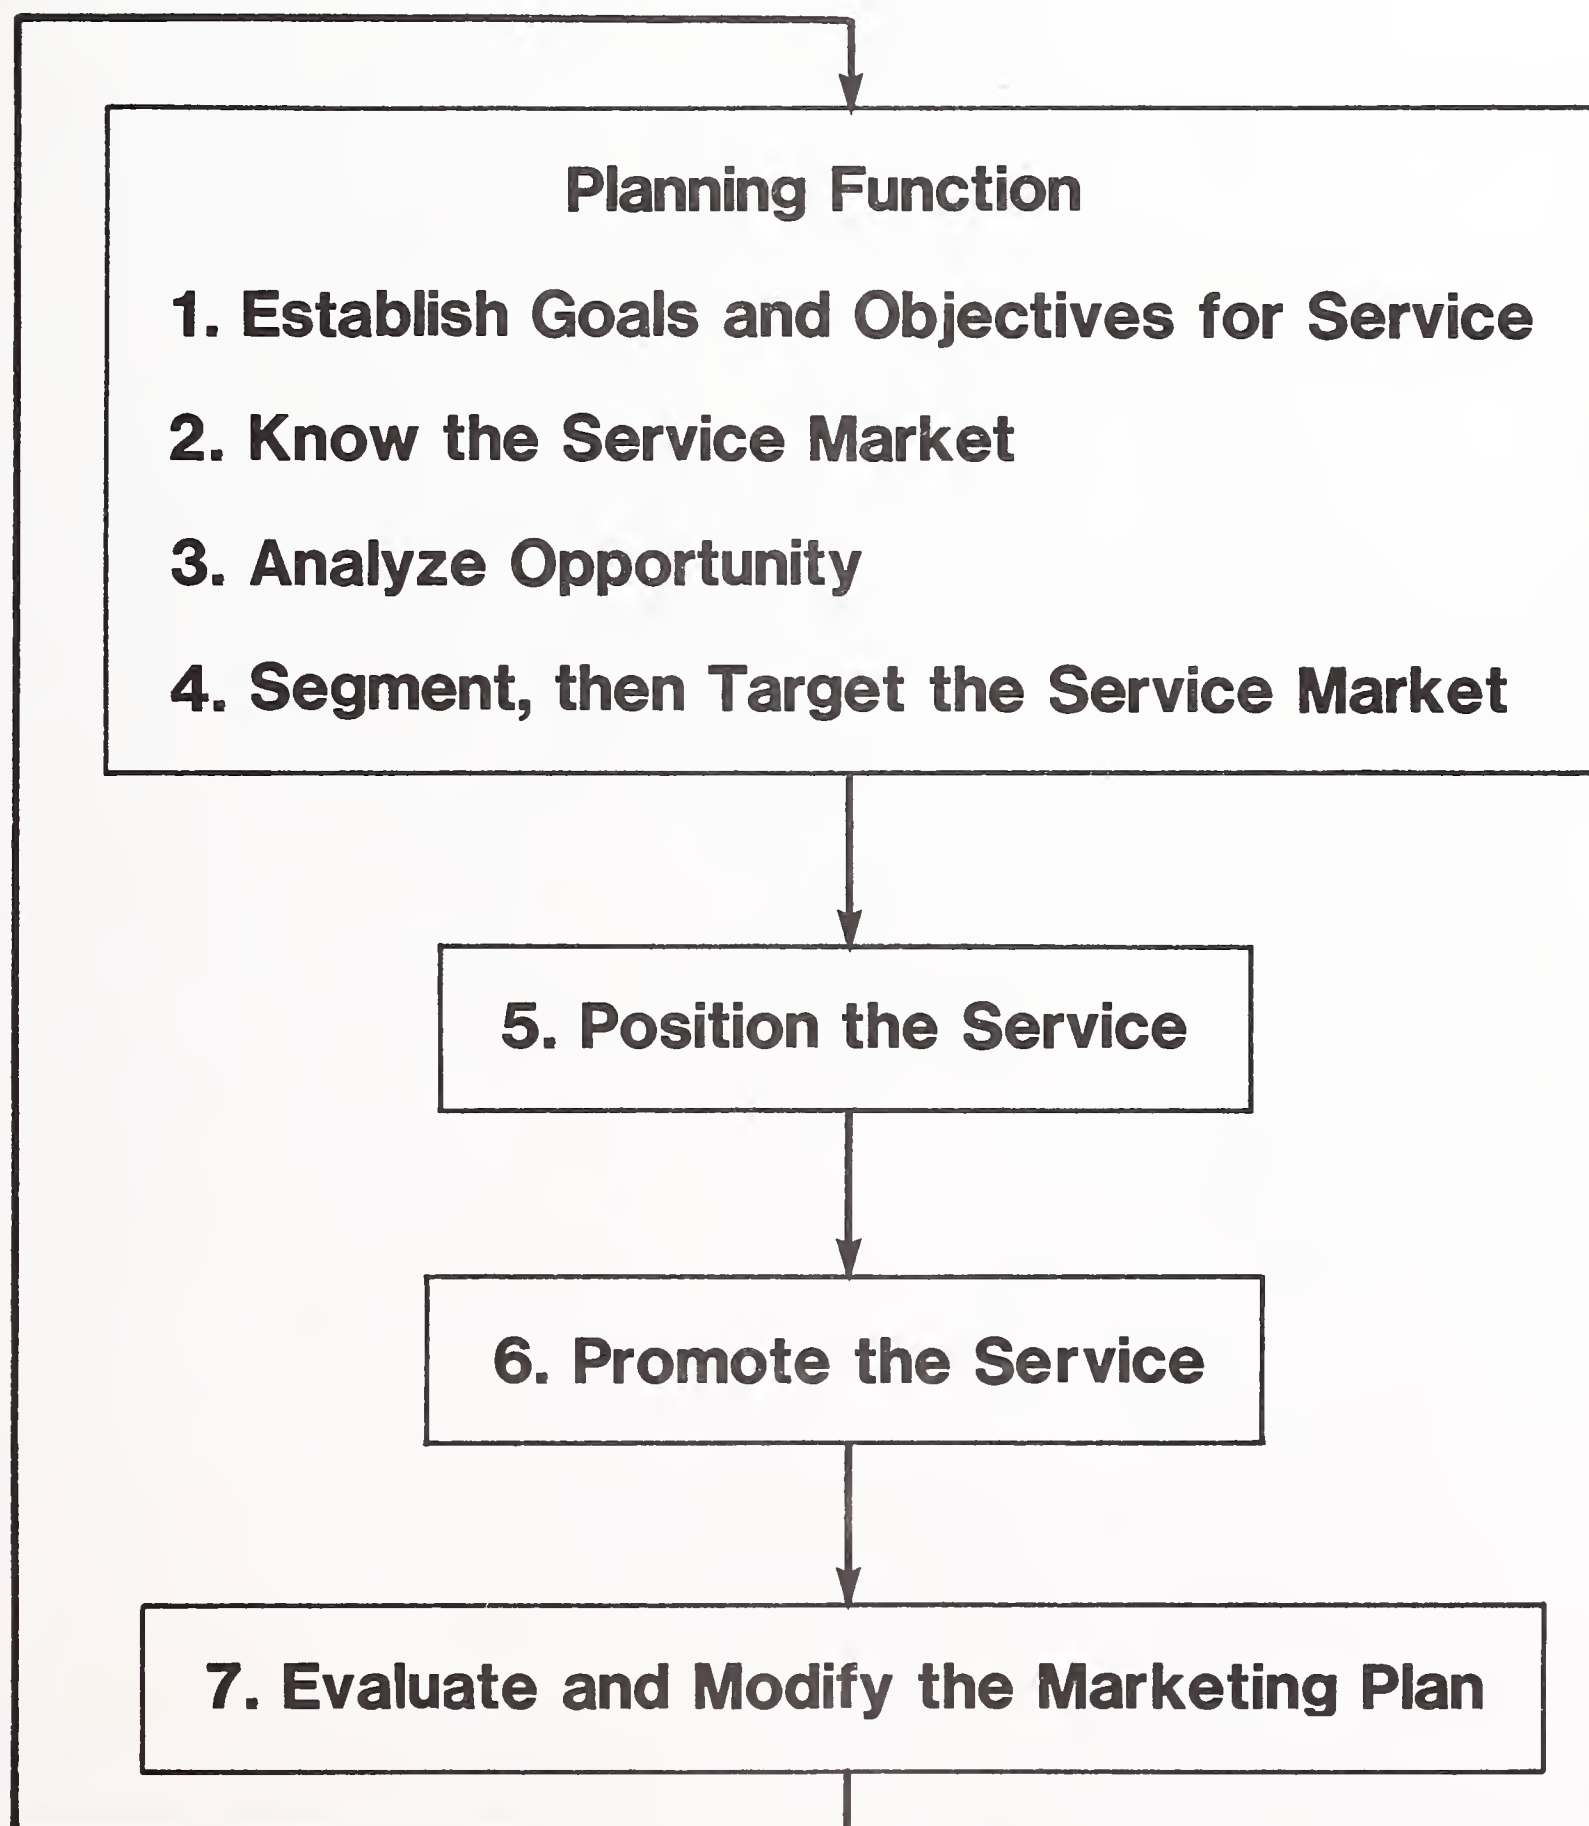 Planning Function
1. Establish Goals and Objectives for Service
2. Know the Service Market
3. Analyze Opportunity
4. Segment, then Target the Service Market
5. Position the Service
6. Promote the Service
7. Evaluate and Modify the Marketing Plan